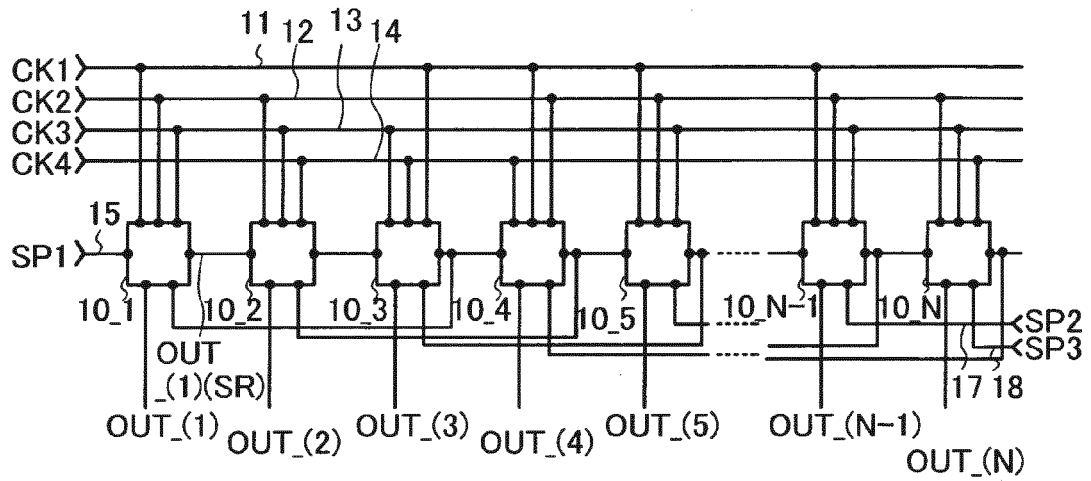 11 12 13 14
CK1
CK2
CK3
CK4
15
SP1
10_1 10_2 10_3 10_4 10_5 10_N-1 10_N
SP2
SP3
OUT
_(1)(SR)
17 18
OUT_(1) OUT_(2) OUT_(3) OUT_(4) OUT_(5) OUT_(N-1) OUT_(N)